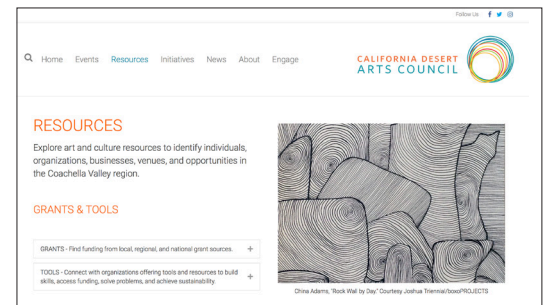 Follow Us
Home Events Resources Initiatives News About Engage
CALIFORNIA DESERT
ARTS COUNCIL
RESOURCES
Explore art and culture resources to identify individuals,
organizations, businesses, venues, and opportunities in
the Coachella Valley region.
GRANTS & TOOLS
GRANTS - Find funding from local, regional, and national grant sources. +
TOOLS - Connect with organizations offering tools and resources to build +
skills, access funding, solve problems, and achieve sustainability.
China Adams, "Rock Wall by Day." Courtesy Joshua Triennial/boxoPROJECTS